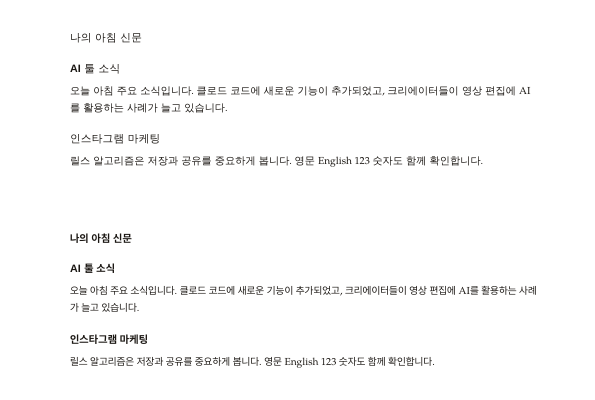 나의 아침 신문
AI 툴 소식
오늘 아침 주요 소식입니다. 클로드 코드에 새로운 기능이 추가되었고, 크리에이터들이 영상 편집에 AI
를 활용하는 사례가 늘고 있습니다.
인스타그램 마케팅
릴스 알고리즘은 저장과 공유를 중요하게 봅니다. 영문 English 123 숫자도 함께 확인합니다.
나의 아침 신문
AI 툴 소식
오늘 아침 주요 소식입니다. 클로드 코드에 새로운 기능이 추가되었고, 크리에이터들이 영상 편집에 AI를 활용하는 사례
가 늘고 있습니다.
인스타그램 마케팅
릴스 알고리즘은 저장과 공유를 중요하게 봅니다. 영문 English 123 숫자도 함께 확인합니다.